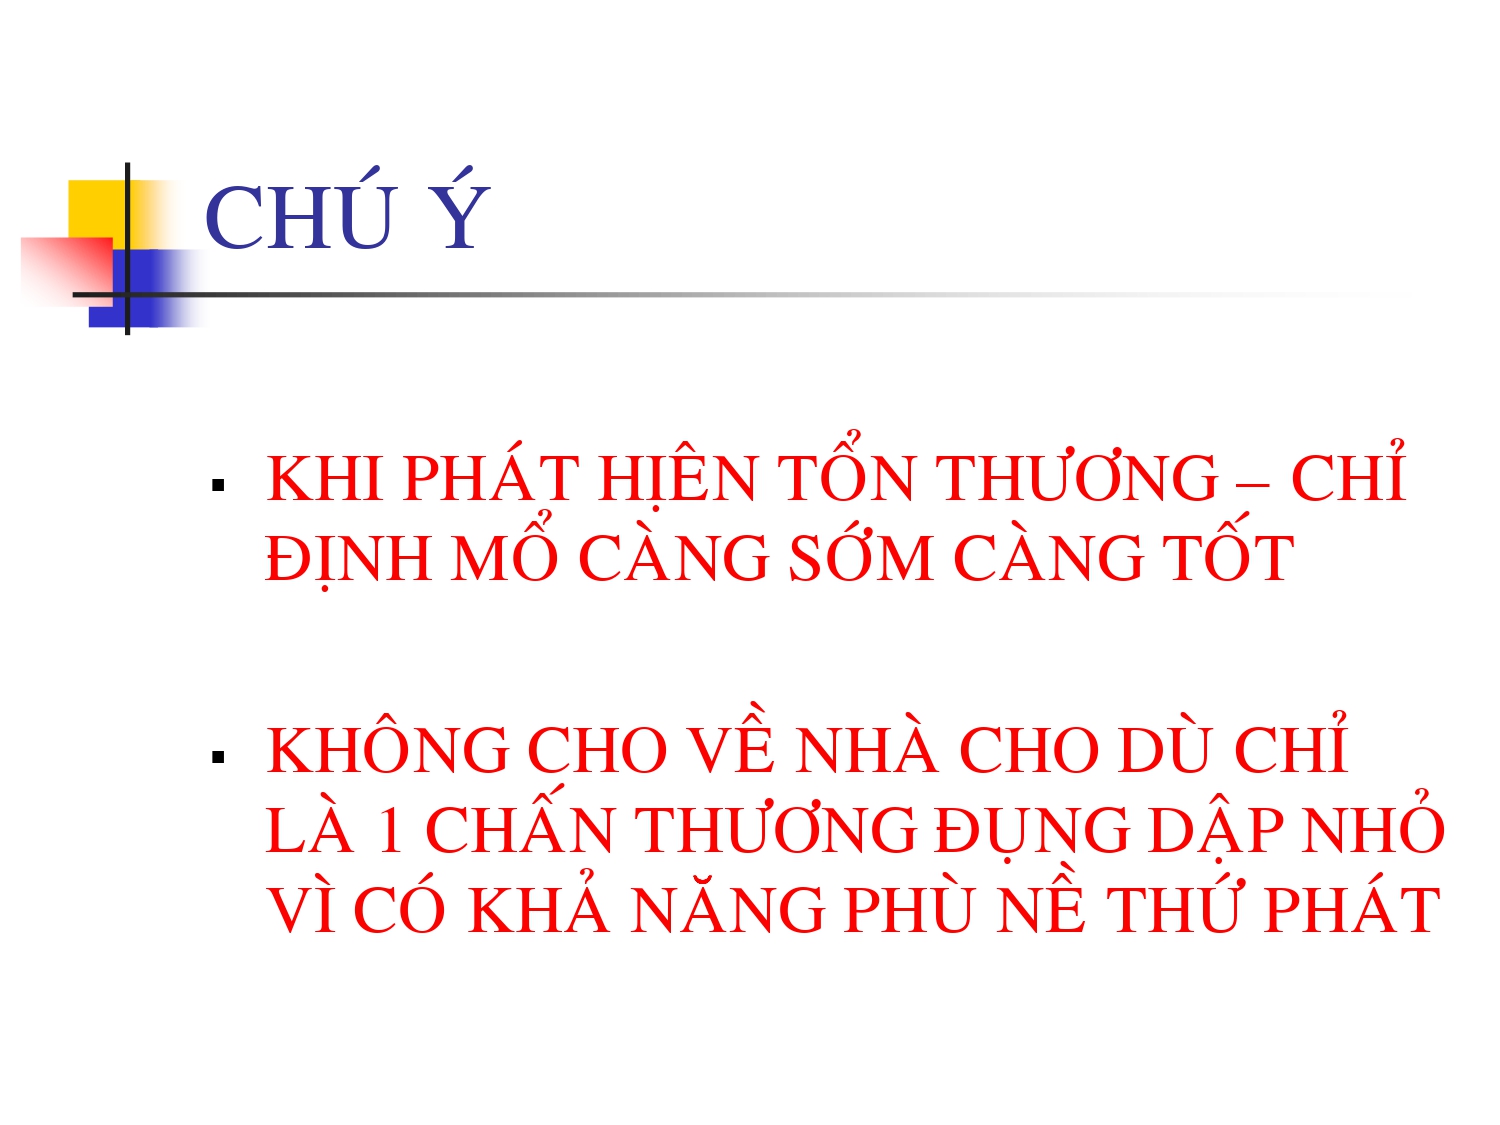 CHÚ Ý
▪ KHI PHÁT HIỆN TỔN THƯƠNG – CHỈ
ĐỊNH MỔ CÀNG SỚM CÀNG TỐT
▪ KHÔNG CHO VỀ NHÀ CHO DÙ CHỈ
LÀ 1 CHẤN THƯƠNG ĐỤNG DẬP NHỎ
VÌ CÓ KHẢ NĂNG PHÙ NỀ THỨ PHÁT